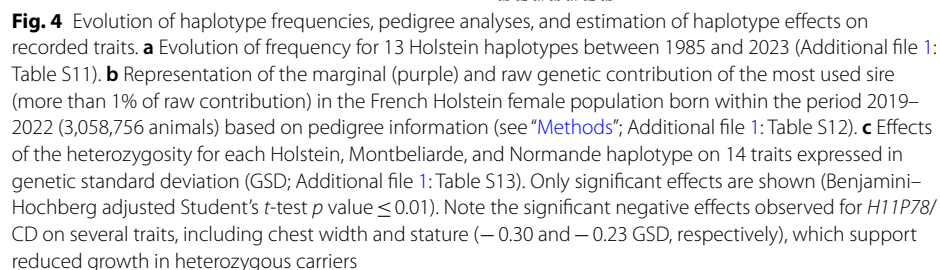 Fig. 4 Evolution of haplotype frequencies, pedigree analyses, and estimation of haplotype effects on
recorded traits. a Evolution of frequency for 13 Holstein haplotypes between 1985 and 2023 (Additional file 1:
Table S11). b Representation of the marginal (purple) and raw genetic contribution of the most used sire
(more than 1% of raw contribution) in the French Holstein female population born within the period 2019–
2022 (3,058,756 animals) based on pedigree information (see “Methods”; Additional file 1: Table S12). c Effects
of the heterozygosity for each Holstein, Montbeliarde, and Normande haplotype on 14 traits expressed in
genetic standard deviation (GSD; Additional file 1: Table S13). Only significant effects are shown (Benjamini–
Hochberg adjusted Student’s t-test p value ≤ 0.01). Note the significant negative effects observed for H11P78/
CD on several traits, including chest width and stature (− 0.30 and − 0.23 GSD, respectively), which support
reduced growth in heterozygous carriers